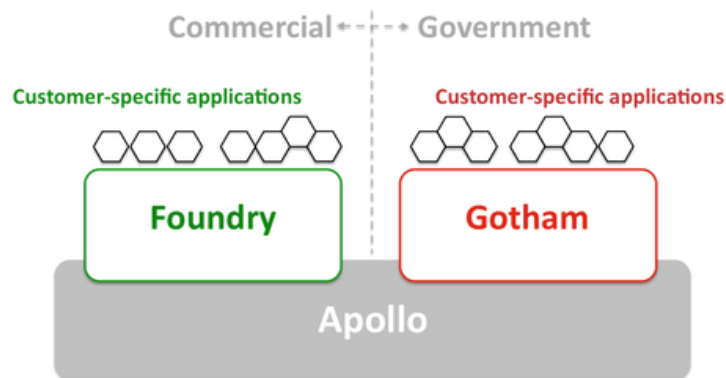 Commercial Government
Customer-specific applications Customer-specific applications
Foundry Gotham
Apollo